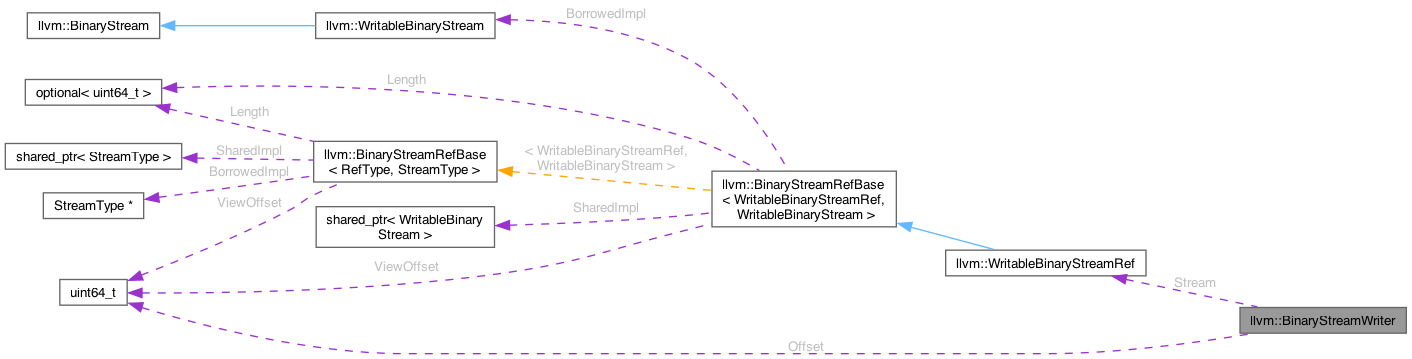 llvm::BinaryStream
llvm::WritableBinaryStream
BorrowedImpl
optional< uint64_t >
Length
Length
shared_ptr< StreamType >
SharedImpl
BorrowedImpl
StreamType *
ViewOffset
llvm::BinaryStreamRefBase
< RefType, StreamType >
< WritableBinaryStreamRef,
WritableBinaryStream >
shared_ptr< WritableBinary
Stream >
SharedImpl
llvm::BinaryStreamRefBase
< WritableBinaryStreamRef,
WritableBinaryStream >
uint64_t
ViewOffset
llvm::WritableBinaryStreamRef
Stream
llvm::BinaryStreamWriter
Offset